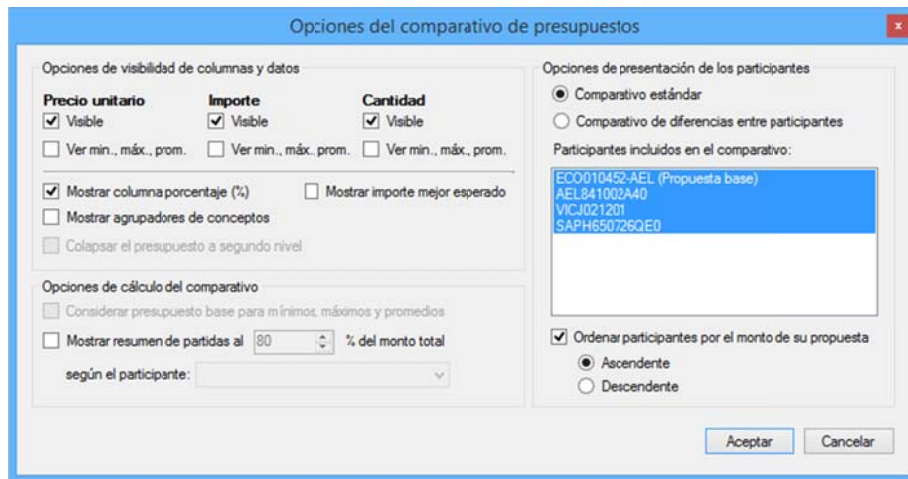 Opciones del comparativo de presupuestos
x
Opciones de visibilidad de columnas y datos
Precio unitario Importe Cantidad
Visible Visible Visible
Ver min., máx., prom. Ver min., máx., prom. Ver min., máx., prom.
Mostrar columna porcentaje (%) Mostrar importe mejor esperado
Mostrar agrupadores de conceptos
Colapsar el presupuesto a segundo nivel
Opciones de cálculo del comparativo
Considerar presupuesto base para mínimos, máximos y promedios
Mostrar resumen de partidas al 80 % del monto total
según el participante:
Opciones de presentación de los participantes
Comparativo estándar
Comparativo de diferencias entre participantes
Participantes incluidos en el comparativo:
ECO010452-AEL (Propuesta base)
AEL841002A40
VICJ021201
SAPH650726QE0
Ordenar participantes por el monto de su propuesta
Ascendente
Descendente
Aceptar Cancelar